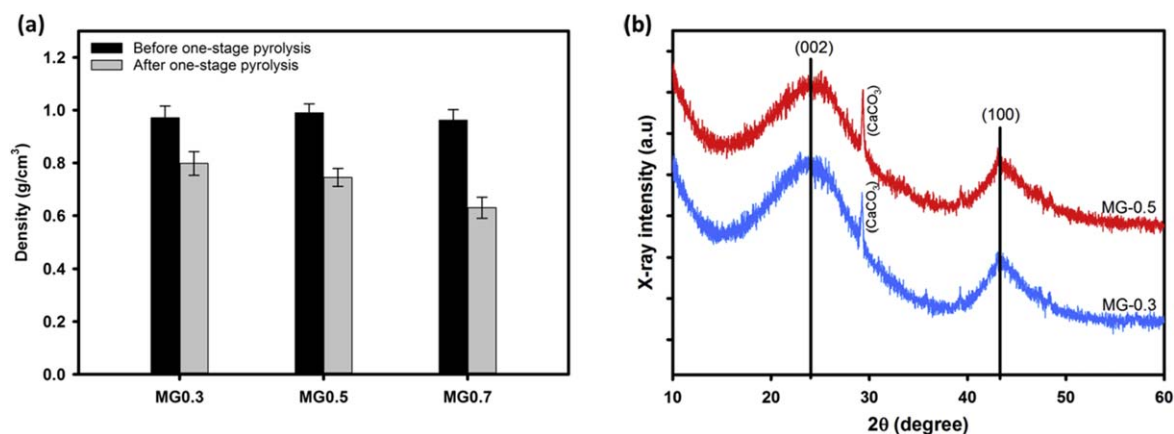 (a)
Before one-stage pyrolysis
After one-stage pyrolysis
Density (g/cm³)
1.2
1.0
0.8
0.6
0.4
0.2
0.0
MG0.3 MG0.5 MG0.7
(b)
(002)
(CaCO₃)
(100)
MG-0.5
(CaCO₃)
MG-0.3
X-ray intensity (a.u)
10 20 30 40 50 60
2θ (degree)